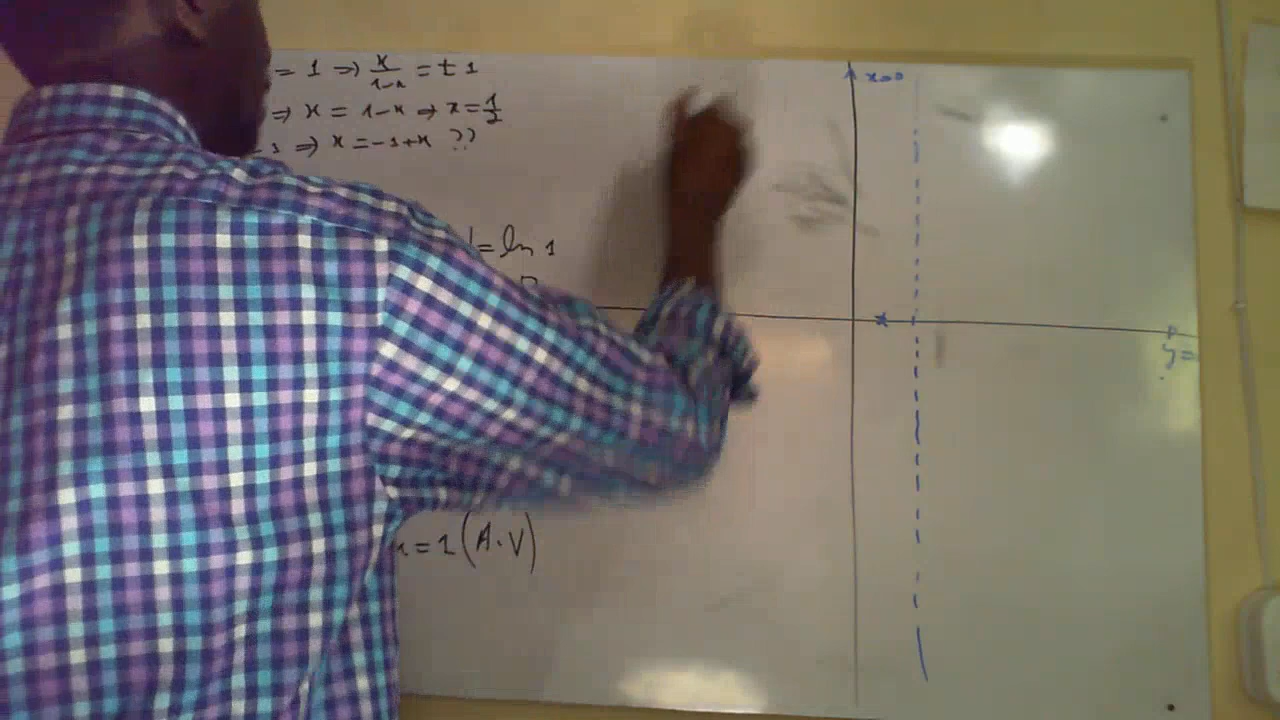 = 1 ⇒ x/1-x = ± 1
⇒ x = 1-x ⇒ x = 1/2
-1 ⇒ x = -1+x ??
= ln 1
x=0
y=
x = 1 (A.V)